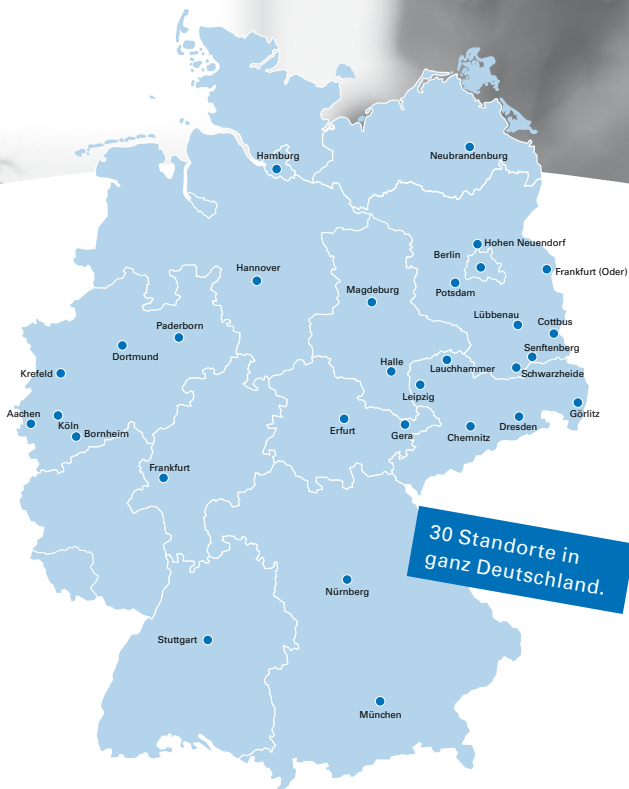 Hamburg
Neubrandenburg
Hohen Neuendorf
Berlin
Hannover
Frankfurt (Oder)
Potsdam
Magdeburg
Lübbenau
Cottbus
Paderborn
Senftenberg
Dortmund
Halle
Lauchhammer
Krefeld
Schwarzheide
Leipzig
Aachen
Görlitz
Köln
Bornheim
Erfurt
Gera
Chemnitz
Dresden
Frankfurt
30 Standorte in
ganz Deutschland.
Nürnberg
Stuttgart
München